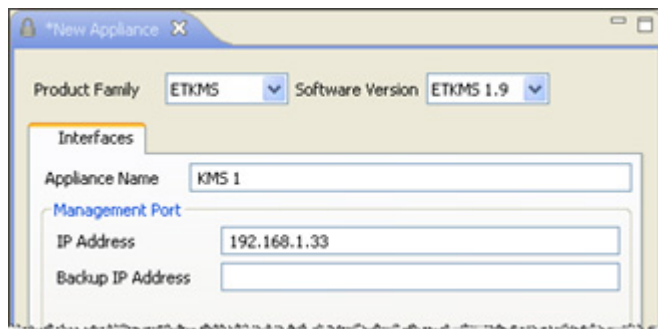 *New Appliance
Product Family ETKMS Software Version ETKMS 1.9
Interfaces
Appliance Name KMS 1
Management Port
IP Address 192.168.1.33
Backup IP Address